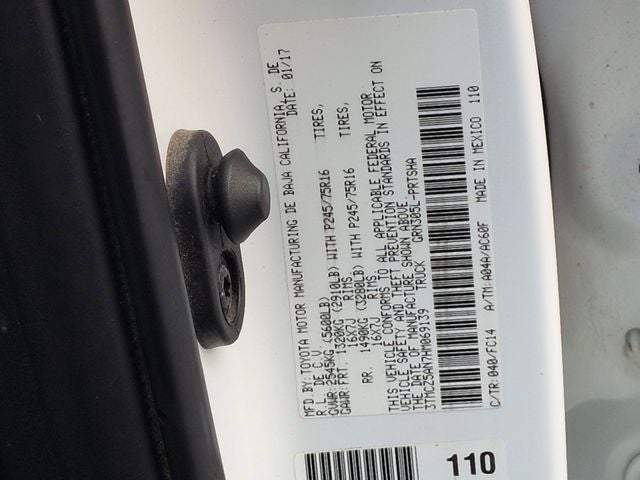 MFD.BY:TOYOTA MOTOR MANUFACTURING DE BAJA CALIFORNIA, S. DE
R. L. DE C. V. DATE: 01/17
GVWR:2545KG (5600LB)
GAWR:FRT. 1320KG (2910LB) WITH P245/75R16 TIRES,
16X7J RIMS,
RR. 1490KG (3280LB) WITH P245/75R16 TIRES,
16X7J RIMS.
THIS VEHICLE CONFORMS TO ALL APPLICABLE FEDERAL MOTOR
VEHICLE SAFETY AND THEFT PREVENTION STANDARDS IN EFFECT ON
THE DATE OF MANUFACTURE SHOWN ABOVE.
3TMCZ5AN7HM069139 TRUCK GRN305L-PRTSHA
C/TR:040/FC14 A/TM:A04A/AC60F MADE IN MEXICO 110
110